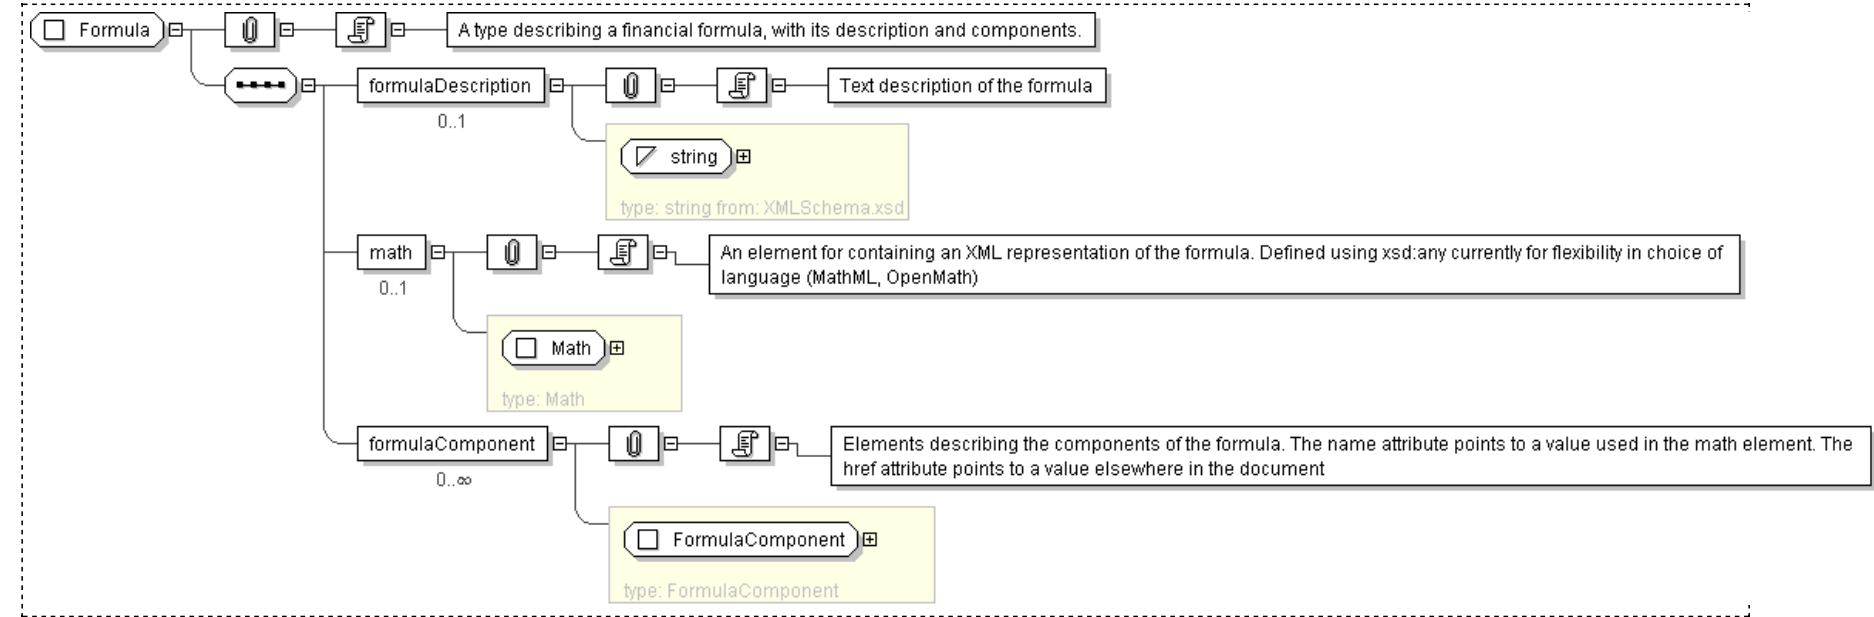 Formula
A type describing a financial formula, with its description and components.
formulaDescription
Text description of the formula
0..1
string
type: string from: XMLSchema.xsd
math
An element for containing an XML representation of the formula. Defined using xsd:any currently for flexibility in choice of
language (MathML, OpenMath)
0..1
Math
type: Math
formulaComponent
Elements describing the components of the formula. The name attribute points to a value used in the math element. The
href attribute points to a value elsewhere in the document
0..∞
FormulaComponent
type: FormulaComponent